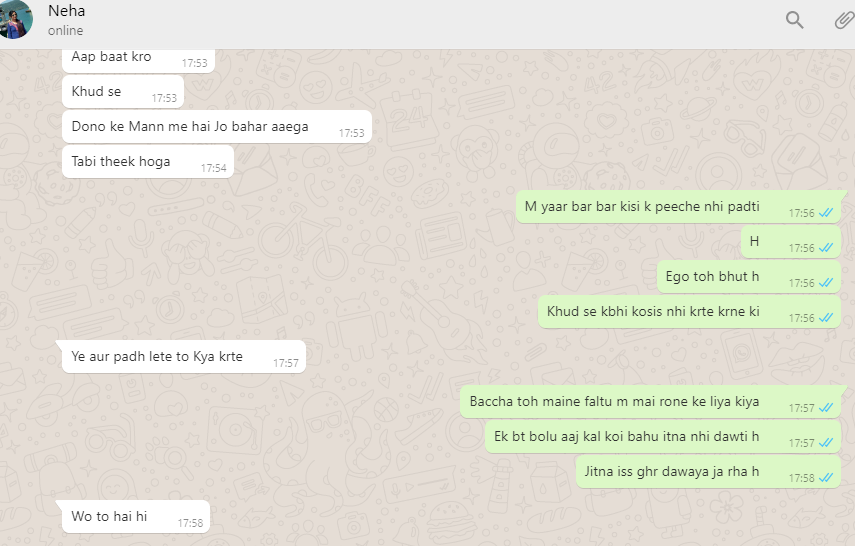 Neha
online
Aap baat kro 17:53
Khud se 17:53
Dono ke Mann me hai Jo bahar aaega 17:53
Tabi theek hoga 17:54
M yaar bar bar kisi k peeche nhi padti 17:56
H 17:56
Ego toh bhut h 17:56
Khud se kbhi kosis nhi krte krne ki 17:56
Ye aur padh lete to Kya krte 17:57
Baccha toh maine faltu m mai rone ke liya kiya 17:57
Ek bt bolu aaj kal koi bahu itna nhi dawti h 17:57
Jitna iss ghr dawaya ja rha h 17:58
Wo to hai hi 17:58